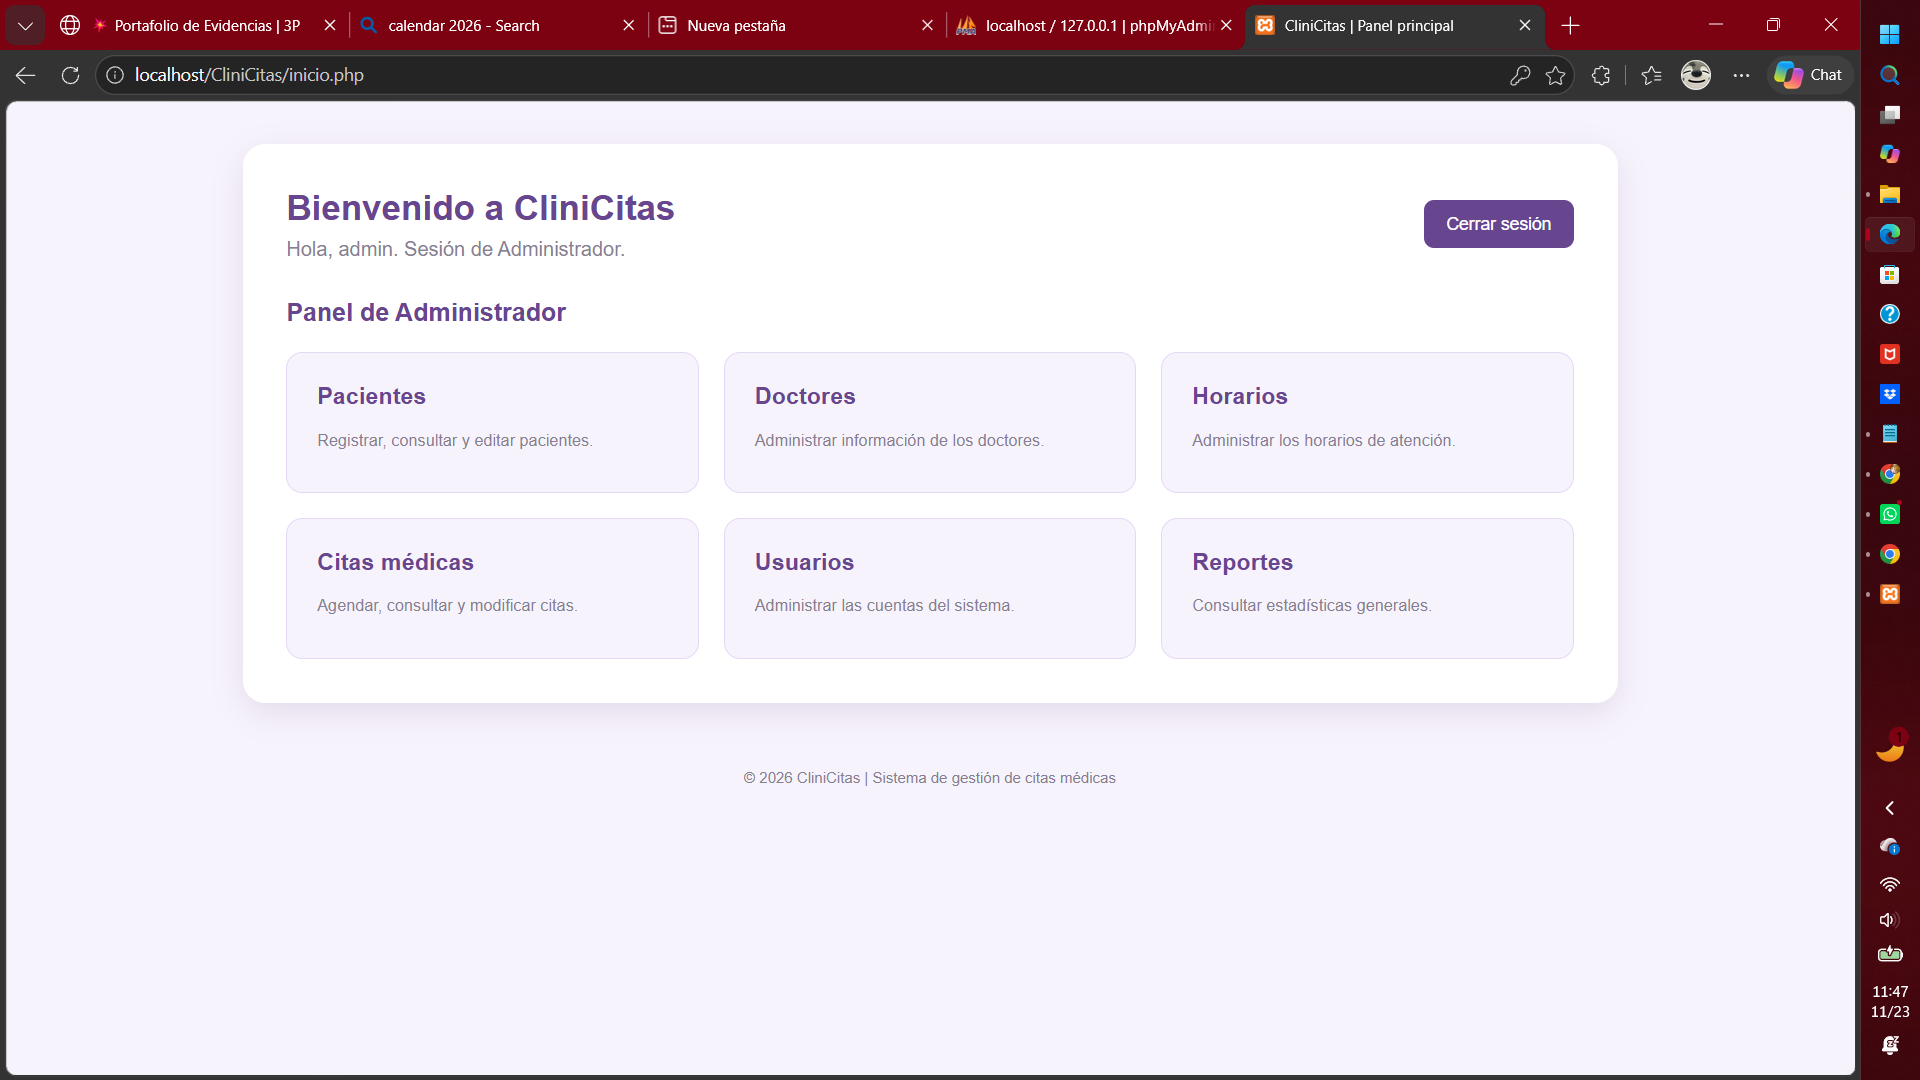 Portafolio de Evidencias | 3P
calendar 2026 - Search
Nueva pestaña
localhost / 127.0.0.1 | phpMyAdmi
CliniCitas | Panel principal
localhost/CliniCitas/inicio.php
Chat
Bienvenido a CliniCitas
Hola, admin. Sesión de Administrador.
Cerrar sesión
Panel de Administrador
Pacientes
Registrar, consultar y editar pacientes.
Doctores
Administrar información de los doctores.
Horarios
Administrar los horarios de atención.
Citas médicas
Agendar, consultar y modificar citas.
Usuarios
Administrar las cuentas del sistema.
Reportes
Consultar estadísticas generales.
© 2026 CliniCitas | Sistema de gestión de citas médicas
1
11:47
11/23